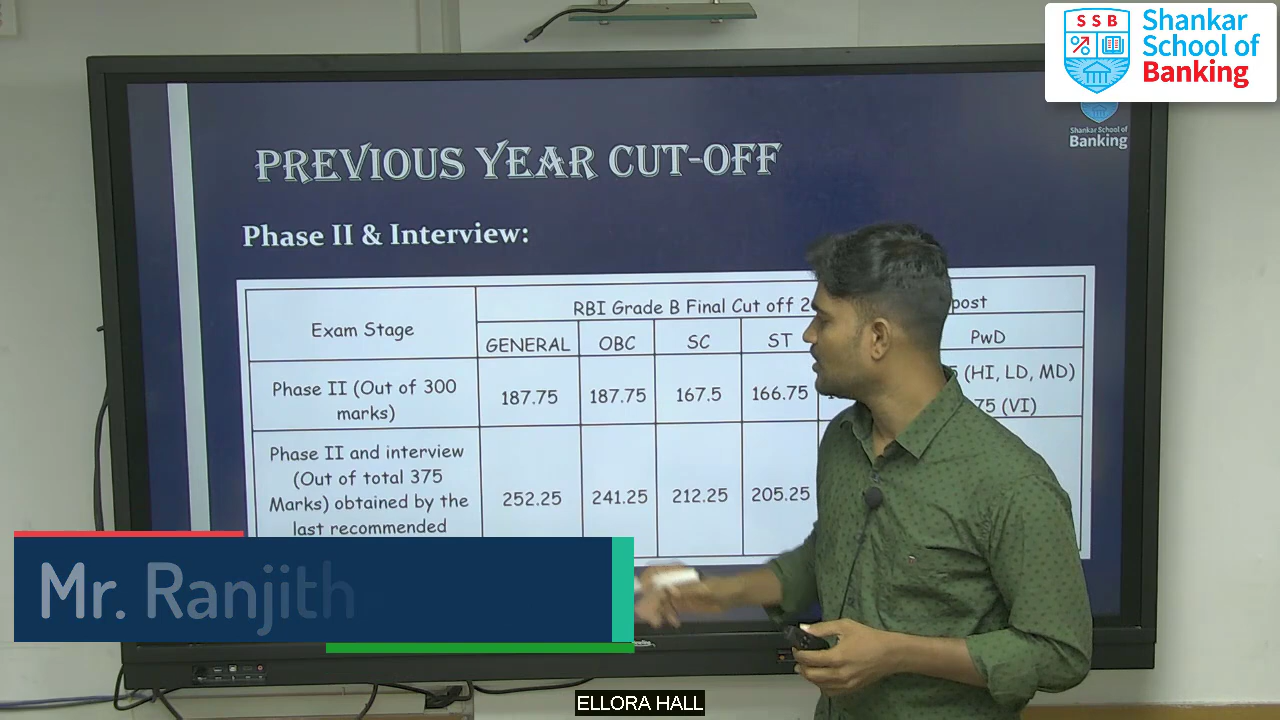 S S B
Shankar
School of
Banking
Shankar School of
Banking
PREVIOUS YEAR CUT-OFF
Phase II & Interview:
Exam Stage
RBI Grade B Final Cut off
post
GENERAL OBC SC ST PwD
Phase II (Out of 300
marks)
187.75 187.75 167.5 166.75
(HI, LD, MD)
75 (VI)
Phase II and interview
(Out of total 375
Marks) obtained by the
last recommended
252.25 241.25 212.25 205.25
Mr. Ranjith
ELLORA HALL